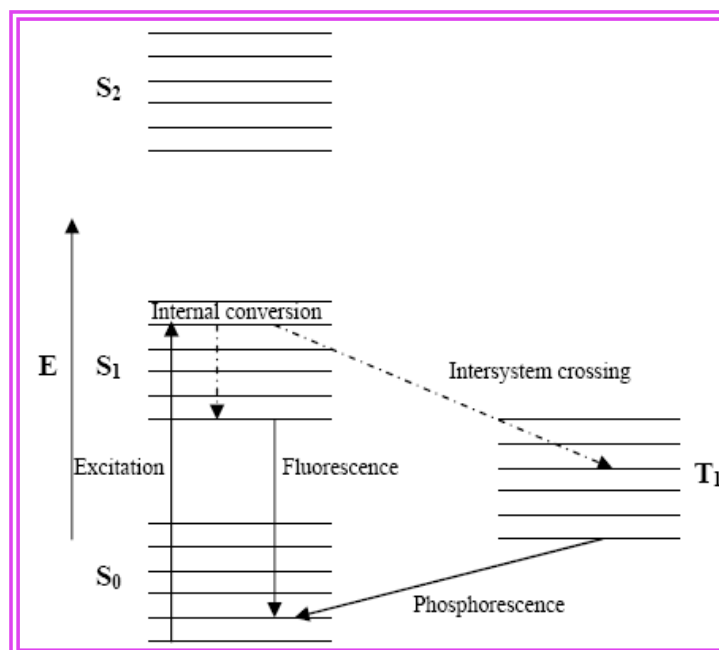 S₂
Internal conversion
E
S₁
Intersystem crossing
Excitation
Fluorescence
T₁
S₀
Phosphorescence